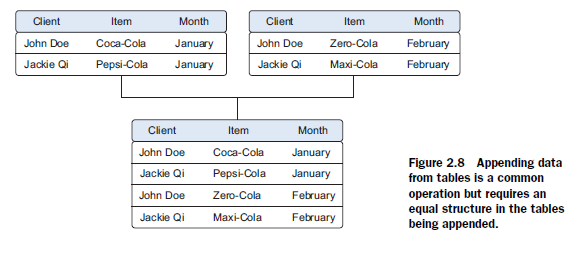 Client Item Month
John Doe Coca-Cola January
Jackie Qi Pepsi-Cola January
Client Item Month
John Doe Zero-Cola February
Jackie Qi Maxi-Cola February
Client Item Month
John Doe Coca-Cola January
Jackie Qi Pepsi-Cola January
John Doe Zero-Cola February
Jackie Qi Maxi-Cola February
Figure 2.8 Appending data
from tables is a common
operation but requires an
equal structure in the tables
being appended.